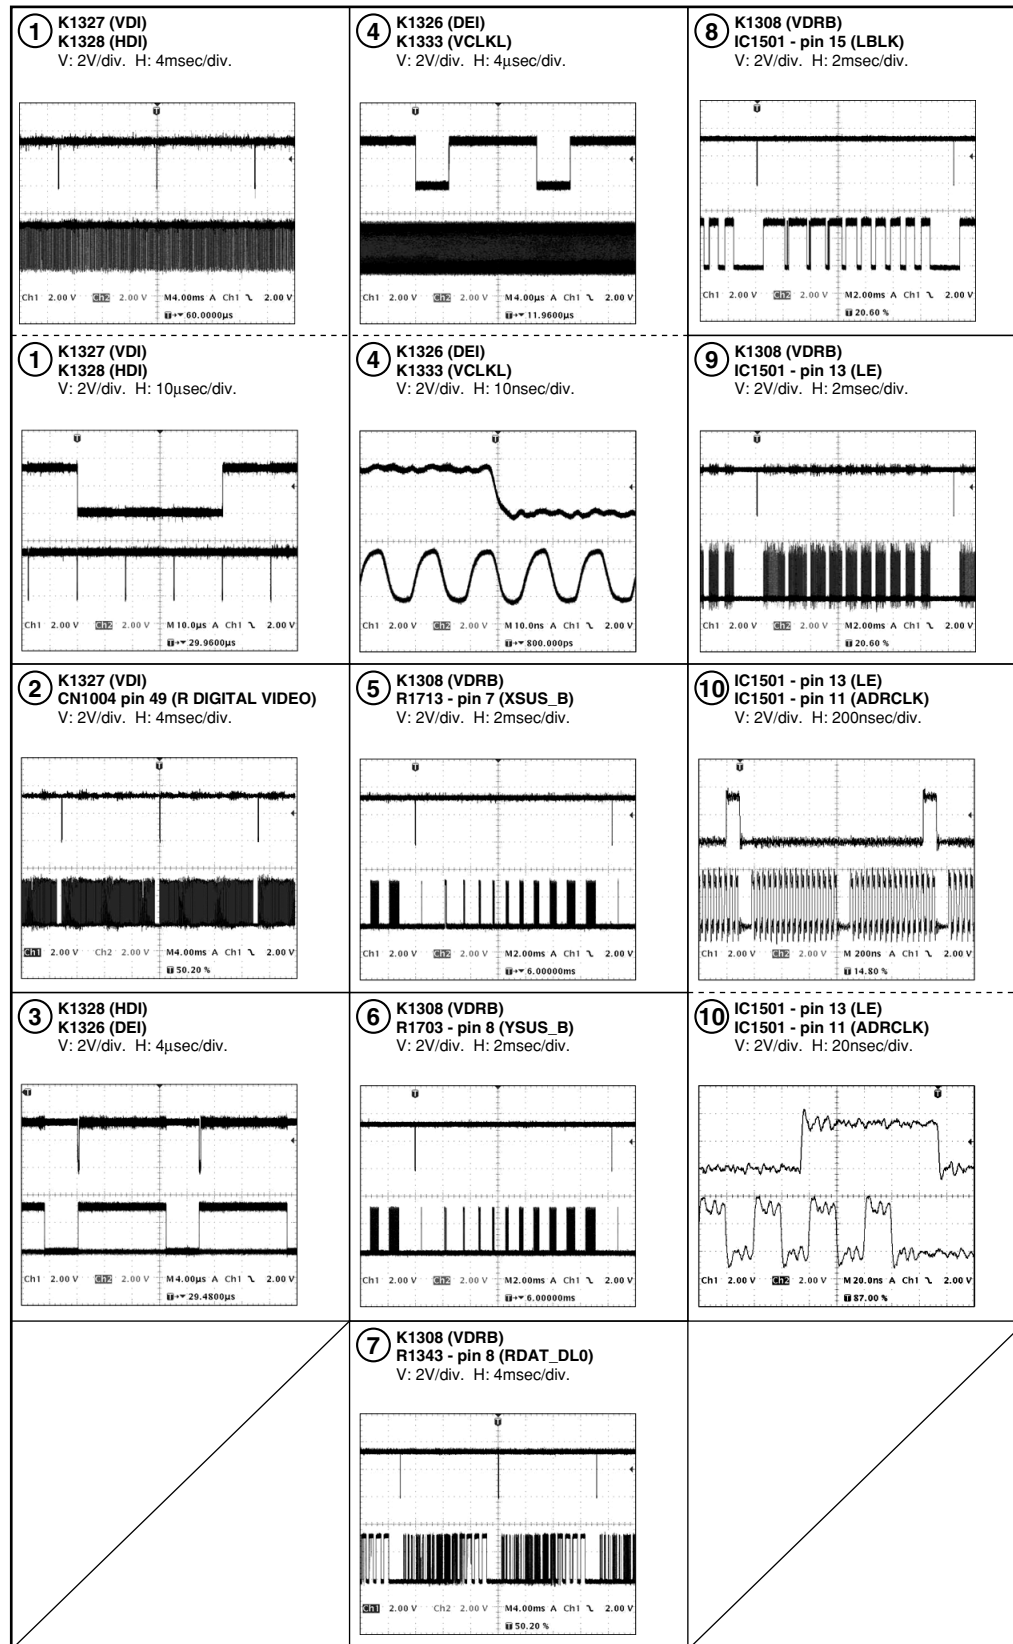 1
K1327 (VDI)
K1328 (HDI)
V: 2V/div. H: 4msec/div.
T
Ch1 2.00 V Ch2 2.00 V M4.00ms A Ch1 2.00 V
T 60.0000µs
4
K1326 (DEI)
K1333 (VCLKL)
V: 2V/div. H: 4µsec/div.
T
Ch1 2.00 V Ch2 2.00 V M4.00µs A Ch1 2.00 V
T 11.9600µs
8
K1308 (VDRB)
IC1501 - pin 15 (LBLK)
V: 2V/div. H: 2msec/div.
T
Ch1 2.00 V Ch2 2.00 V M2.00ms A Ch1 2.00 V
T 20.60 %
1
K1327 (VDI)
K1328 (HDI)
V: 2V/div. H: 10µsec/div.
T
Ch1 2.00 V Ch2 2.00 V M10.0µs A Ch1 2.00 V
T 29.9600µs
4
K1326 (DEI)
K1333 (VCLKL)
V: 2V/div. H: 10nsec/div.
T
Ch1 2.00 V Ch2 2.00 V M10.0ns A Ch1 2.00 V
T 800.000ps
9
K1308 (VDRB)
IC1501 - pin 13 (LE)
V: 2V/div. H: 2msec/div.
T
Ch1 2.00 V Ch2 2.00 V M2.00ms A Ch1 2.00 V
T 20.60 %
2
K1327 (VDI)
CN1004 pin 49 (R DIGITAL VIDEO)
V: 2V/div. H: 4msec/div.
T
Ch1 2.00 V Ch2 2.00 V M4.00ms A Ch1 2.00 V
T 50.20 %
5
K1308 (VDRB)
R1713 - pin 7 (XSUS_B)
V: 2V/div. H: 2msec/div.
T
Ch1 2.00 V Ch2 2.00 V M2.00ms A Ch1 2.00 V
T 6.00000ms
10
IC1501 - pin 13 (LE)
IC1501 - pin 11 (ADRCLK)
V: 2V/div. H: 200nsec/div.
T
Ch1 2.00 V Ch2 2.00 V M 200ns A Ch1 2.00 V
T 14.80 %
3
K1328 (HDI)
K1326 (DEI)
V: 2V/div. H: 4µsec/div.
T
Ch1 2.00 V Ch2 2.00 V M4.00µs A Ch1 2.00 V
T 29.4800µs
6
K1308 (VDRB)
R1703 - pin 8 (YSUS_B)
V: 2V/div. H: 2msec/div.
T
Ch1 2.00 V Ch2 2.00 V M2.00ms A Ch1 2.00 V
T 6.00000ms
10
IC1501 - pin 13 (LE)
IC1501 - pin 11 (ADRCLK)
V: 2V/div. H: 20nsec/div.
T
Ch1 2.00 V Ch2 2.00 V M20.0ns A Ch1 2.00 V
T 87.00 %
7
K1308 (VDRB)
R1343 - pin 8 (RDAT_DL0)
V: 2V/div. H: 4msec/div.
T
Ch1 2.00 V Ch2 2.00 V M4.00ms A Ch1 2.00 V
T 50.20 %